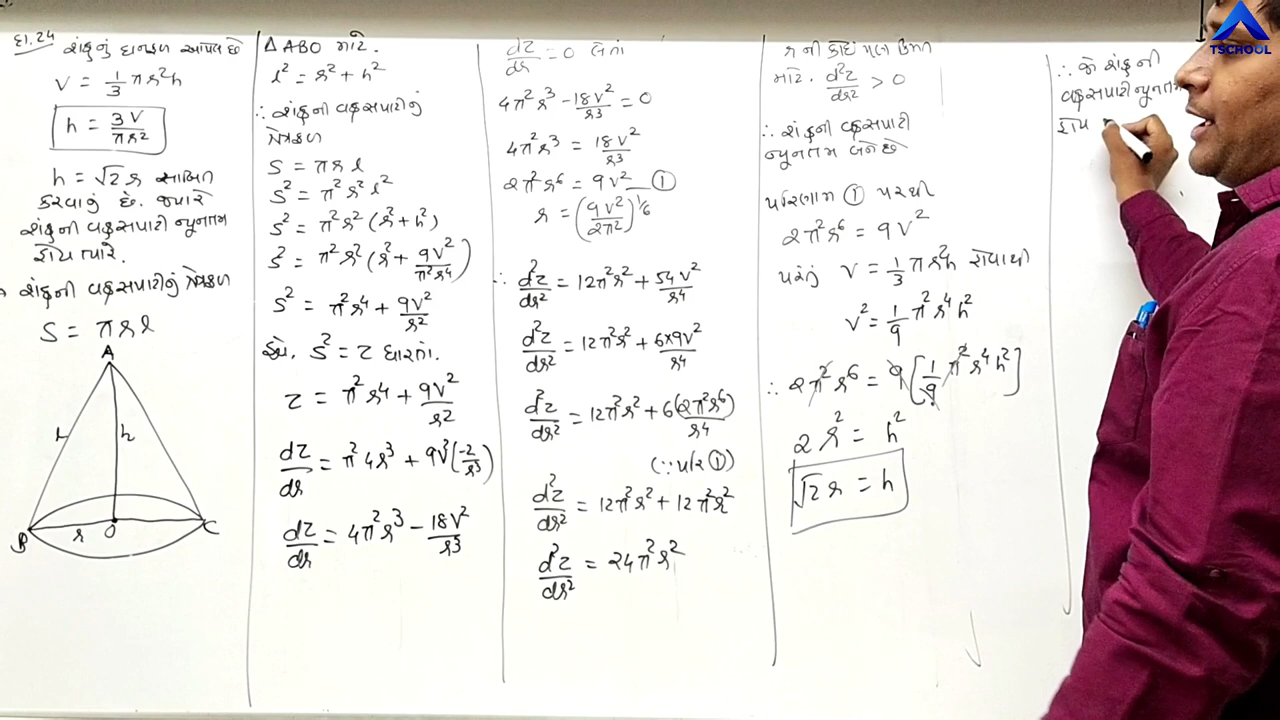 દા.24 શંકુનું ઘનફળ આપેલ છે
V = 1/3 πr²h
h = 3V/πr²
h = √2 r સાબિત
કરવાનું છે. જ્યારે
શંકુની વક્રસપાટી ન્યૂનતમ
હોય ત્યારે.
શંકુની વક્રસપાટીનું ક્ષેત્રફળ
S = πrl
A
l
h
B
r
O
C
△ABO માટે.
l² = r² + h²
∴ શંકુની વક્રસપાટીનું
ક્ષેત્રફળ
S = πrl
S² = π²r²l²
S² = π²r²(r² + h²)
S² = π²r²(r² + 9V²/π²r⁴)
S² = π²r⁴ + 9V²/r²
હવે. S² = z ધારતાં.
z = π²r⁴ + 9V²/r²
dz/dr = π²4r³ + 9V²(-2/r³)
dz/dr = 4π²r³ - 18V²/r³
dz/dr = 0 લેતાં
4π²r³ - 18V²/r³ = 0
4π²r³ = 18V²/r³
2π²r⁶ = 9V² __ ①
r = (9V²/2π²)^1/6
∴ d²z/dr² = 12π²r² + 54V²/r⁴
d²z/dr² = 12π²r² + 6×9V²/r⁴
d²z/dr² = 12π²r² + 6(2π²r⁶)/r⁴
(∵ પરિ ①)
d²z/dr² = 12π²r² + 12π²r²
d²z/dr² = 24π²r²
r ની કોઇ પણ કિંમત
માટે. d²z/dr² > 0
∴ શંકુની વક્રસપાટી
ન્યૂનતમ બને છે
પરિણામ ① પરથી
2π²r⁶ = 9V²
પરંતુ V = 1/3 πr²h હોવાથી
V² = 1/9 π²r⁴h²
∴ 2π²r⁶ = 9[1/9 π²r⁴h²]
2r² = h²
√2 r = h
∴ જો શંકુની
વક્રસપાટી ન્યૂનતમ
હોય
TSCHOOL